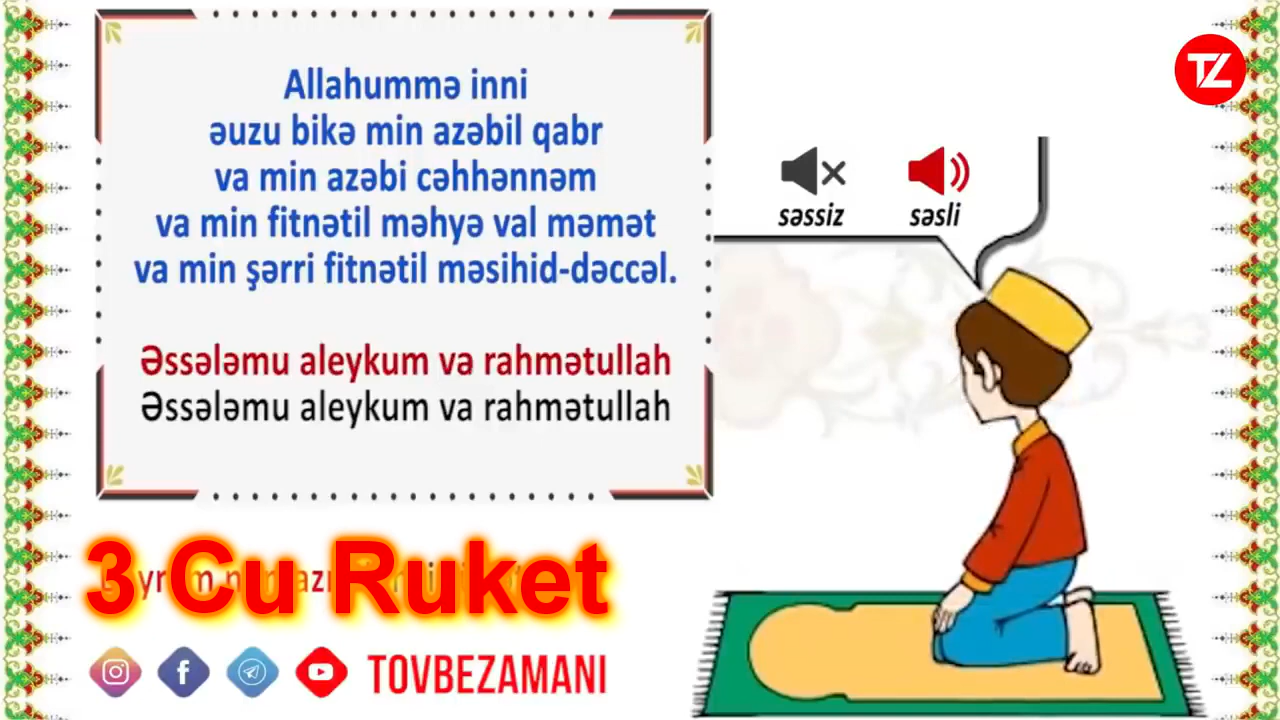 Allahummə inni
əuzu bikə min azəbil qabr
va min azəbi cəhhənnəm
va min fitnətil məhyə val məmət
va min şərri fitnətil məsihid-dəccəl.
Əssələmu aleykum va rahmətullah
Əssələmu aleykum va rahmətullah
TZ
səssiz
səsli
3 Cu Ruket
TOVBEZAMANI